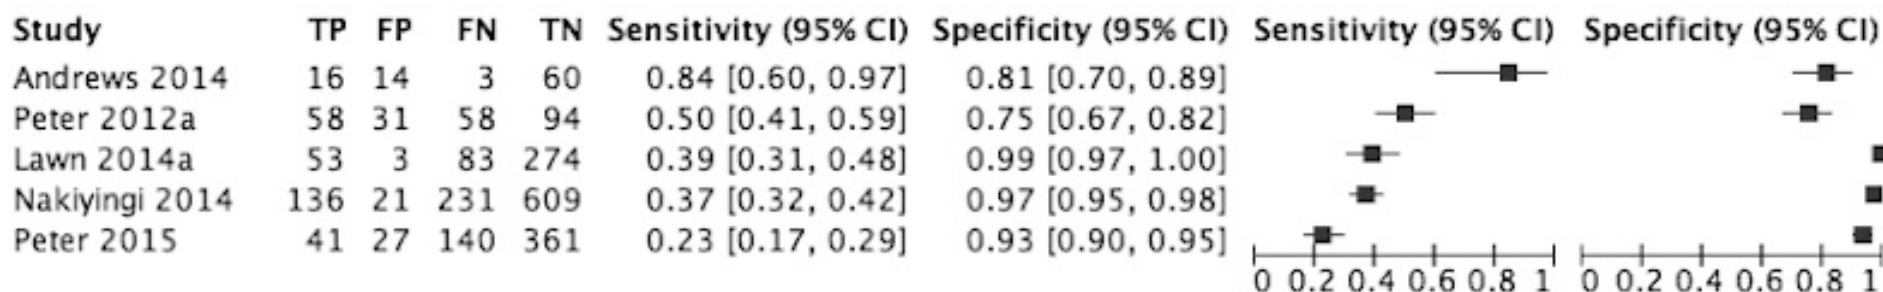 Study TP FP FN TN Sensitivity (95% CI) Specificity (95% CI) Sensitivity (95% CI) Specificity (95% CI)
Andrews 2014 16 14 3 60 0.84 [0.60, 0.97] 0.81 [0.70, 0.89]
Peter 2012a 58 31 58 94 0.50 [0.41, 0.59] 0.75 [0.67, 0.82]
Lawn 2014a 53 3 83 274 0.39 [0.31, 0.48] 0.99 [0.97, 1.00]
Nakiyingi 2014 136 21 231 609 0.37 [0.32, 0.42] 0.97 [0.95, 0.98]
Peter 2015 41 27 140 361 0.23 [0.17, 0.29] 0.93 [0.90, 0.95]
0 0.2 0.4 0.6 0.8 1 0 0.2 0.4 0.6 0.8 1